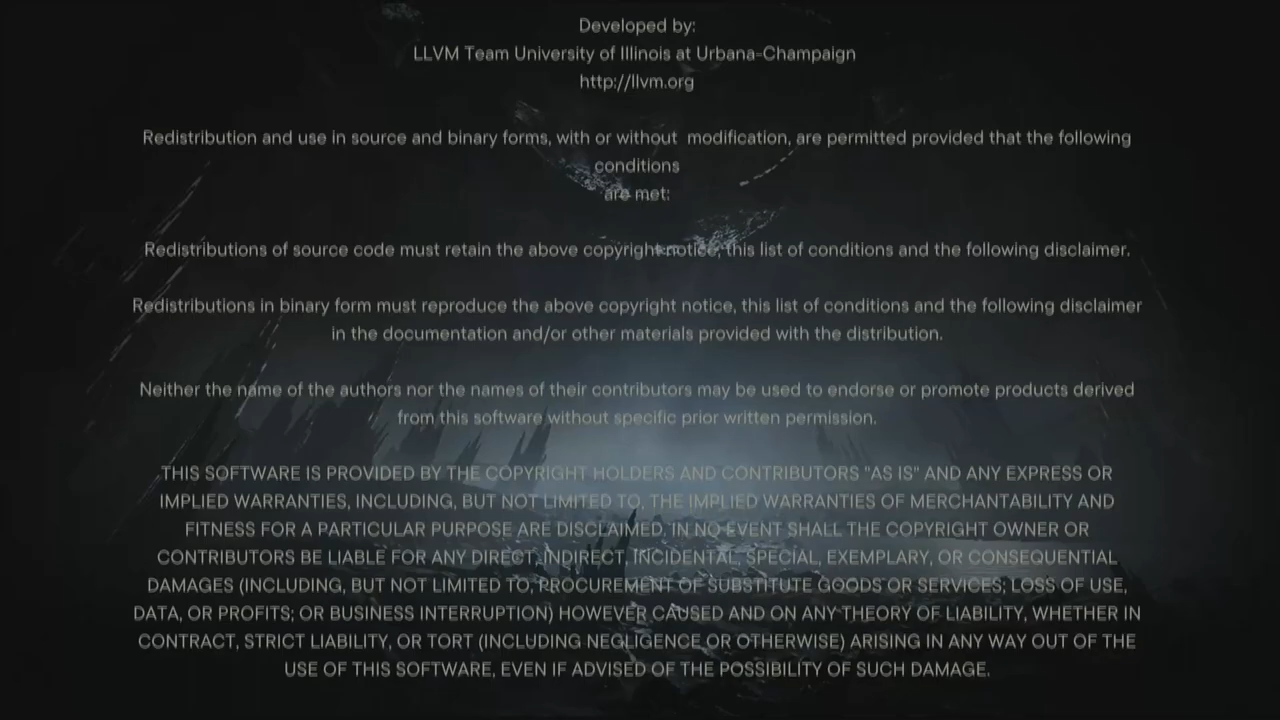 Developed by:
LLVM Team University of Illinois at Urbana-Champaign
http://llvm.org
Redistribution and use in source and binary forms, with or without  modification, are permitted provided that the following
conditions
are met:
Redistributions of source code must retain the above copyright notice, this list of conditions and the following disclaimer.
Redistributions in binary form must reproduce the above copyright notice, this list of conditions and the following disclaimer
in the documentation and/or other materials provided with the distribution.
Neither the name of the authors nor the names of their contributors may be used to endorse or promote products derived
from this software without specific prior written permission.
THIS SOFTWARE IS PROVIDED BY THE COPYRIGHT HOLDERS AND CONTRIBUTORS "AS IS" AND ANY EXPRESS OR
IMPLIED WARRANTIES, INCLUDING, BUT NOT LIMITED TO, THE IMPLIED WARRANTIES OF MERCHANTABILITY AND
FITNESS FOR A PARTICULAR PURPOSE ARE DISCLAIMED. IN NO EVENT SHALL THE COPYRIGHT OWNER OR
CONTRIBUTORS BE LIABLE FOR ANY DIRECT, INDIRECT, INCIDENTAL, SPECIAL, EXEMPLARY, OR CONSEQUENTIAL
DAMAGES (INCLUDING, BUT NOT LIMITED TO, PROCUREMENT OF SUBSTITUTE GOODS OR SERVICES; LOSS OF USE,
DATA, OR PROFITS; OR BUSINESS INTERRUPTION) HOWEVER CAUSED AND ON ANY THEORY OF LIABILITY, WHETHER IN
CONTRACT, STRICT LIABILITY, OR TORT (INCLUDING NEGLIGENCE OR OTHERWISE) ARISING IN ANY WAY OUT OF THE
USE OF THIS SOFTWARE, EVEN IF ADVISED OF THE POSSIBILITY OF SUCH DAMAGE.